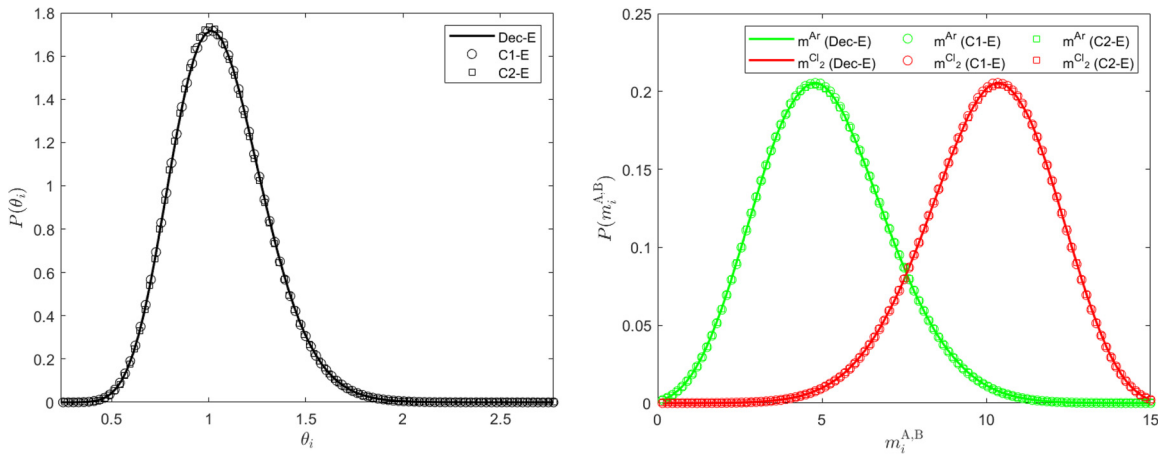 1.8
1.6
1.4
1.2
1
0.8
0.6
0.4
0.2
0
P(θᵢ)
Dec-E
C1-E
C2-E
0.5 1 1.5 2 2.5
θᵢ
0.25
0.2
0.15
0.1
0.05
0
P(mᵢ^A,B)
m^Ar (Dec-E) m^Ar (C1-E) m^Ar (C2-E)
m^Cl₂ (Dec-E) m^Cl₂ (C1-E) m^Cl₂ (C2-E)
0 5 10 15
mᵢ^A,B